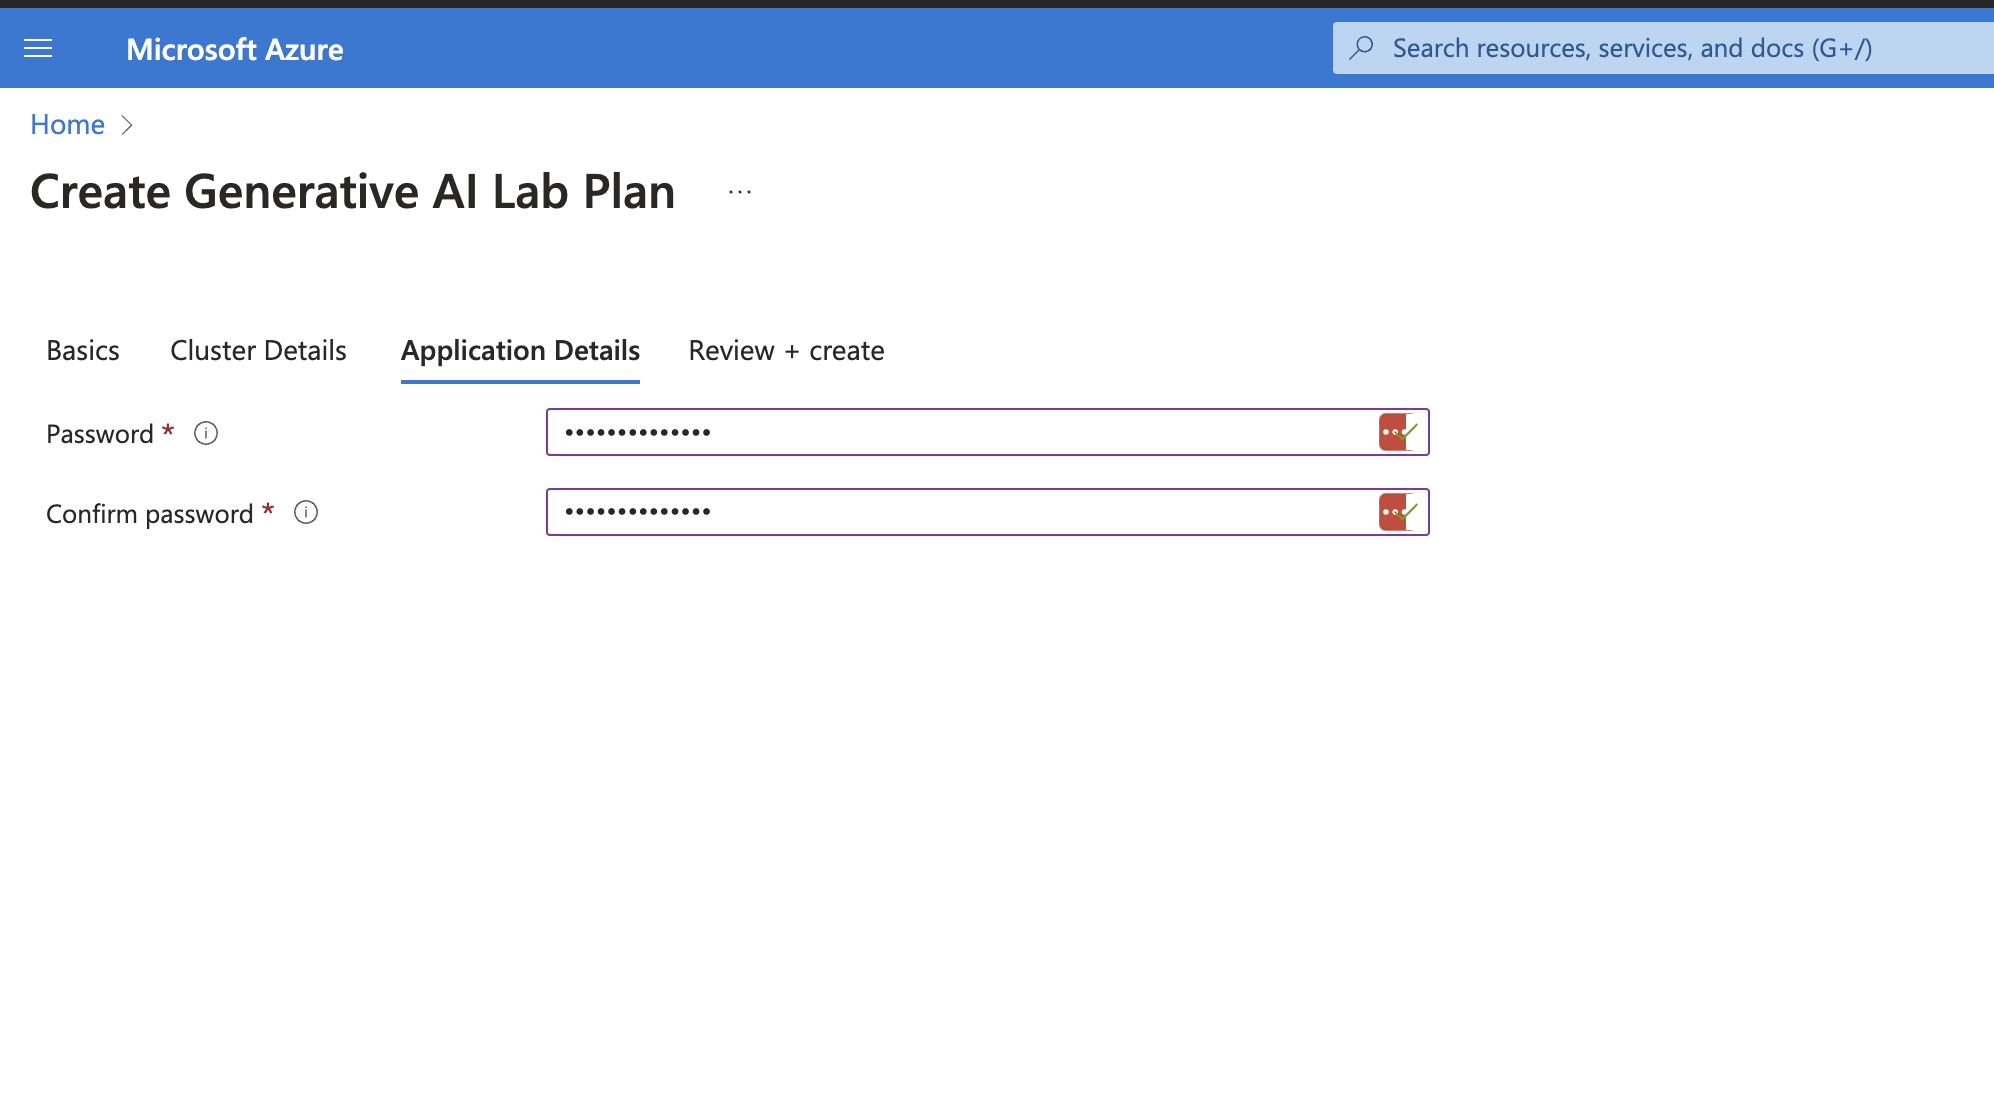 Microsoft Azure
Search resources, services, and docs (G+/)
Home
Create Generative AI Lab Plan ...
Basics
Cluster Details
Application Details
Review + create
Password *
••••••••••••••
Confirm password *
••••••••••••••